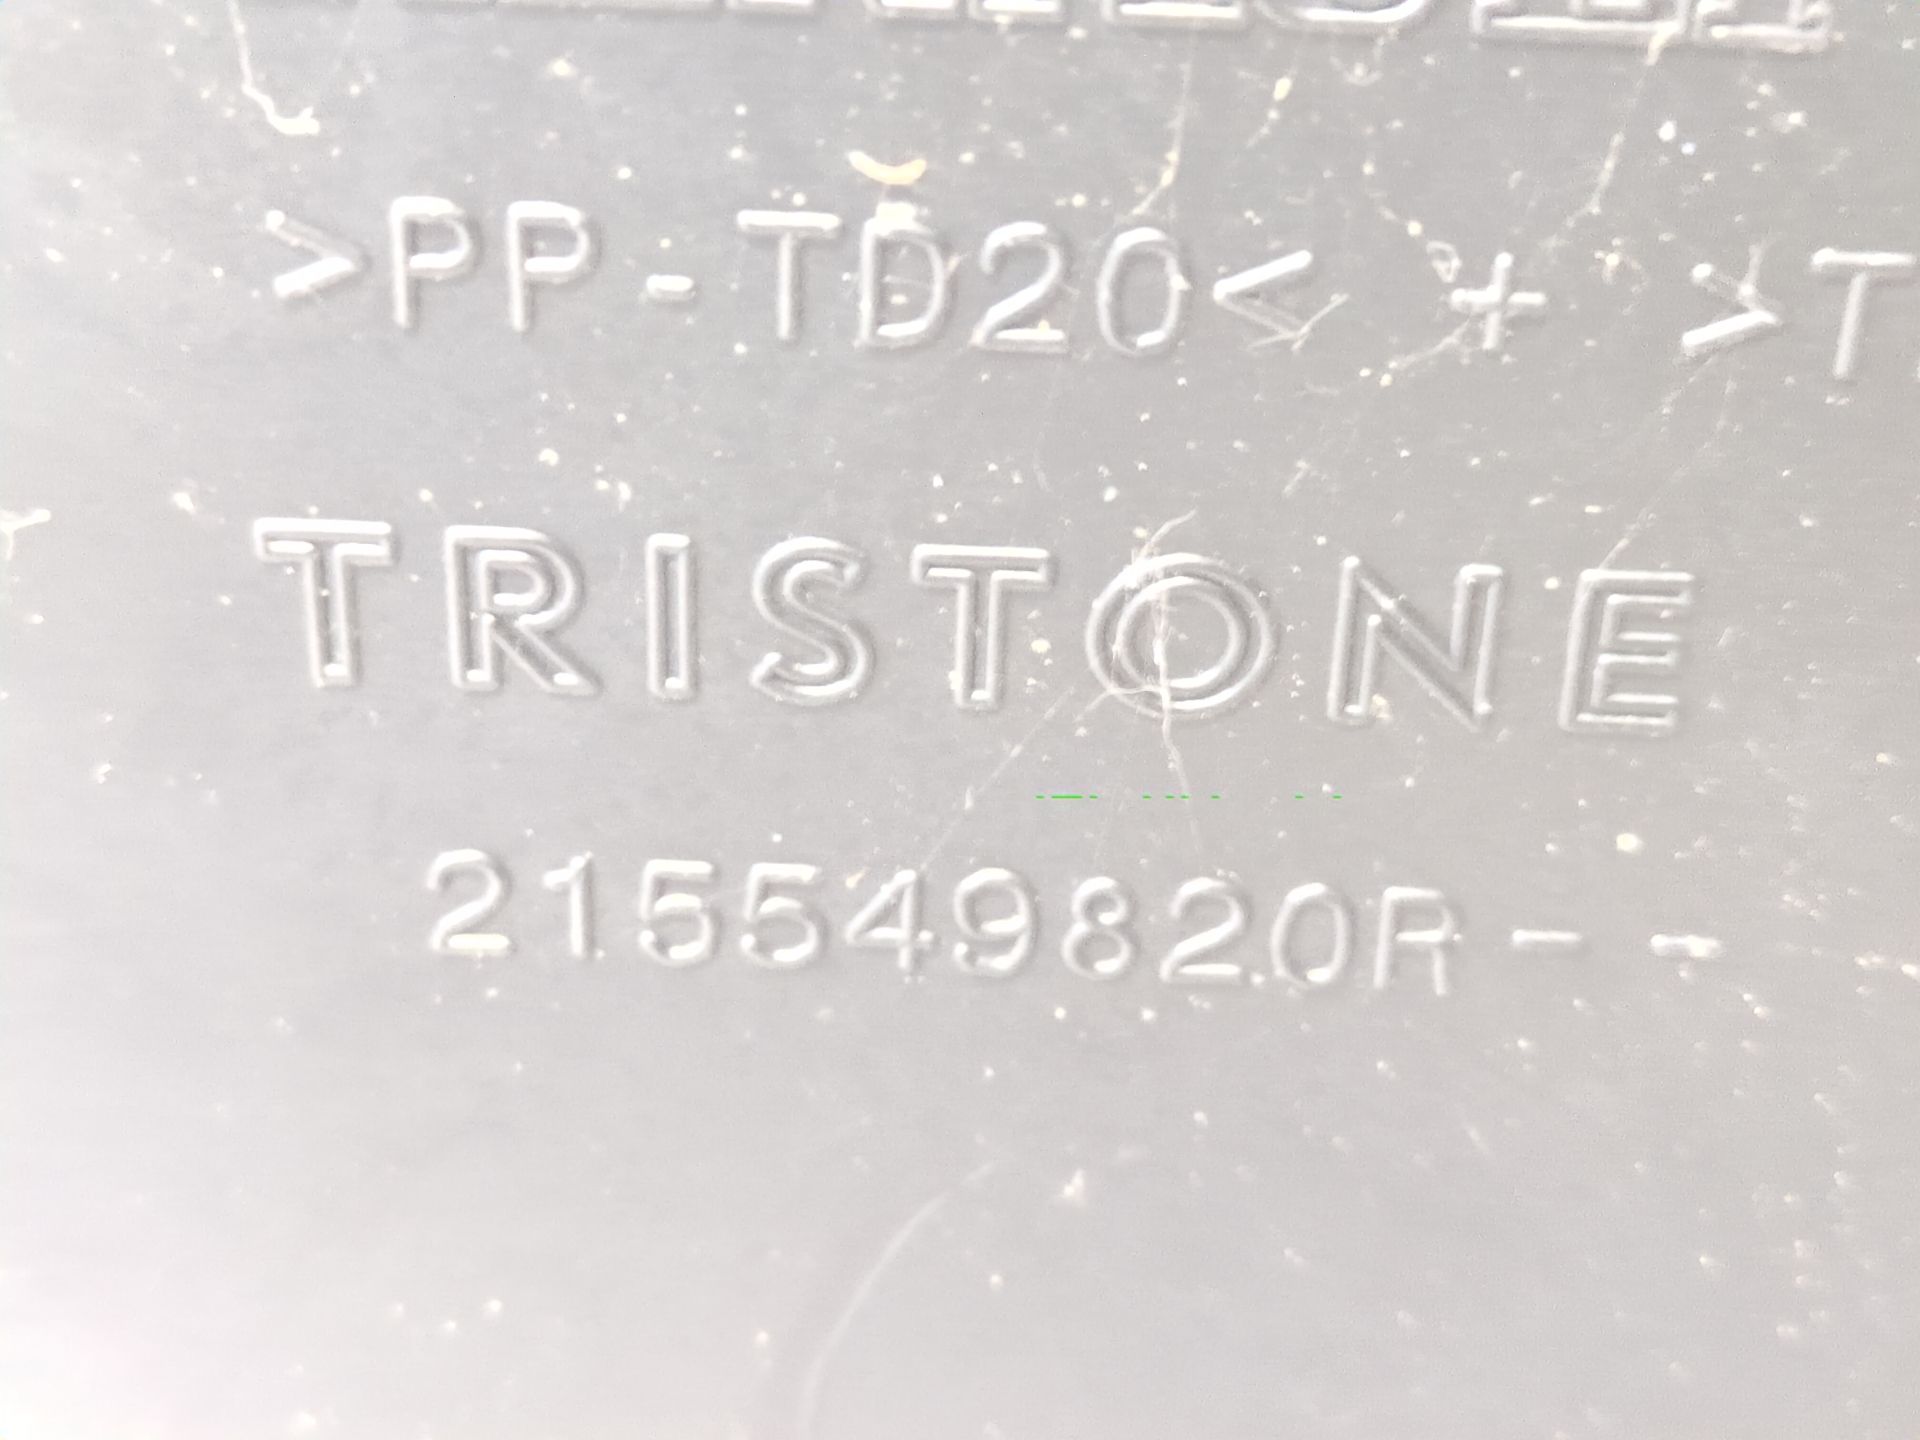 >PP-TD20< + >T
TRISTONE
215549820R--